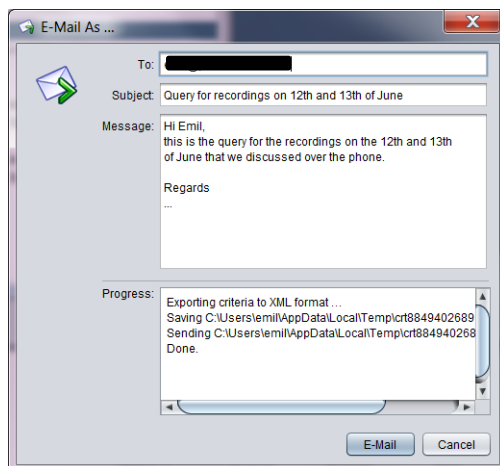 E-Mail As ...
To:
Subject: Query for recordings on 12th and 13th of June
Message: Hi Emil,
this is the query for the recordings on the 12th and 13th
of June that we discussed over the phone.
Regards
...
Progress:
Exporting criteria to XML format ...
Saving C:\Users\emil\AppData\Local\Temp\crt8849402689
Sending C:\Users\emil\AppData\Local\Temp\crt884940268
Done.
E-Mail
Cancel